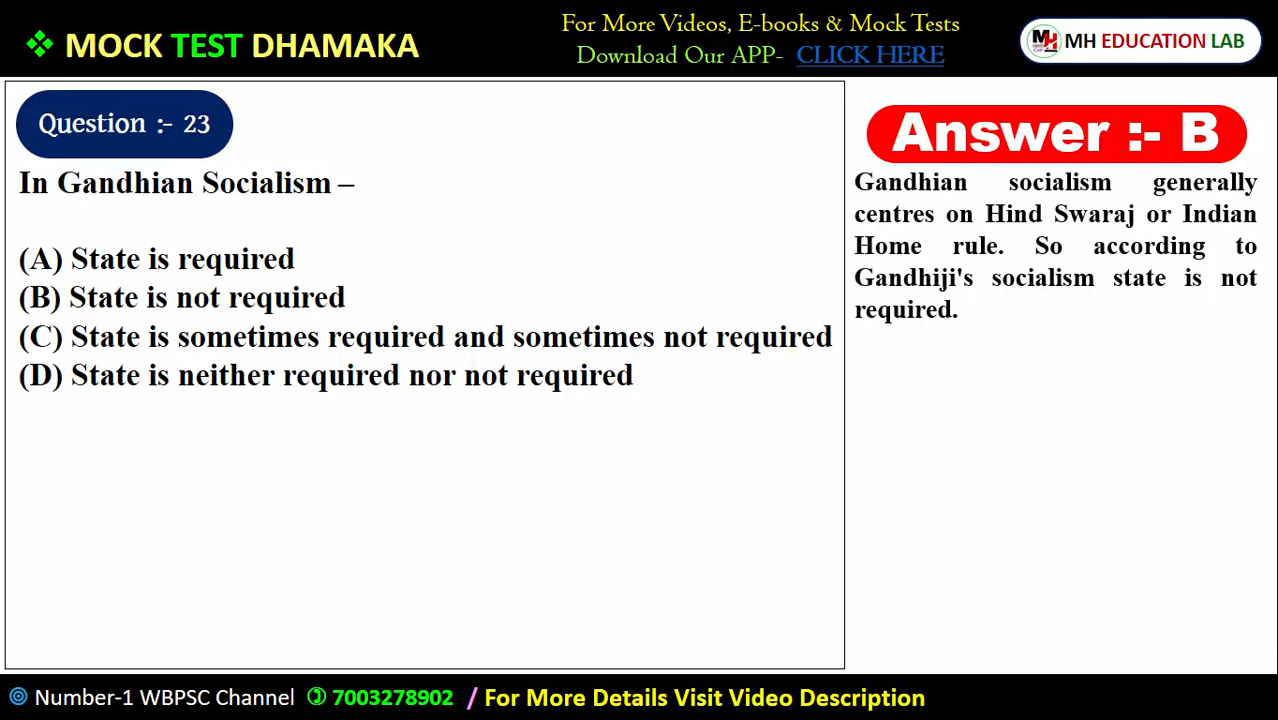 ❖ MOCK TEST DHAMAKA
For More Videos, E-books & Mock Tests
Download Our APP- CLICK HERE
MH EDUCATION LAB
Question :- 23
In Gandhian Socialism –
(A) State is required
(B) State is not required
(C) State is sometimes required and sometimes not required
(D) State is neither required nor not required
Answer :- B
Gandhian socialism generally
centres on Hind Swaraj or Indian
Home rule. So according to
Gandhiji's socialism state is not
required.
Number-1 WBPSC Channel 7003278902 / For More Details Visit Video Description